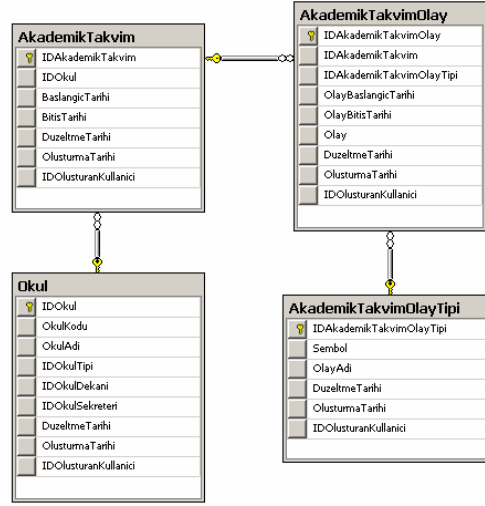 AkademikTakvim
IDAkademikTakvim
IDOkul
BaslangicTarihi
BitisTarihi
DuzeltmeTarihi
OlusturmaTarihi
IDOlusturanKullanici
AkademikTakvimOlay
IDAkademikTakvimOlay
IDAkademikTakvim
IDAkademikTakvimOlayTipi
OlayBaslangicTarihi
OlayBitisTarihi
Olay
DuzeltmeTarihi
OlusturmaTarihi
IDOlusturanKullanici
Okul
IDOkul
OkulKodu
OkulAdi
IDOkulTipi
IDOkulDekani
IDOkulSekreteri
DuzeltmeTarihi
OlusturmaTarihi
IDOlusturanKullanici
AkademikTakvimOlayTipi
IDAkademikTakvimOlayTipi
Sembol
OlayAdi
DuzeltmeTarihi
OlusturmaTarihi
IDOlusturanKullanici